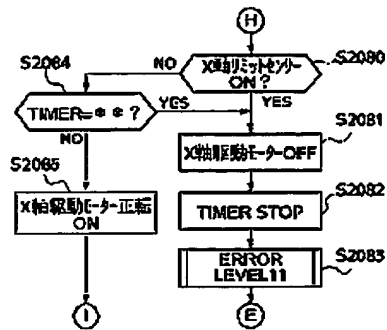 H
S2084
NO
X軸リミットセンサー
ON?
S2080
TIMER=**?
YES
YES
NO
S2081
X軸駆動モーターOFF
S2085
X軸駆動モーター正転
ON
S2082
TIMER STOP
S2083
ERROR
LEVEL11
I
E